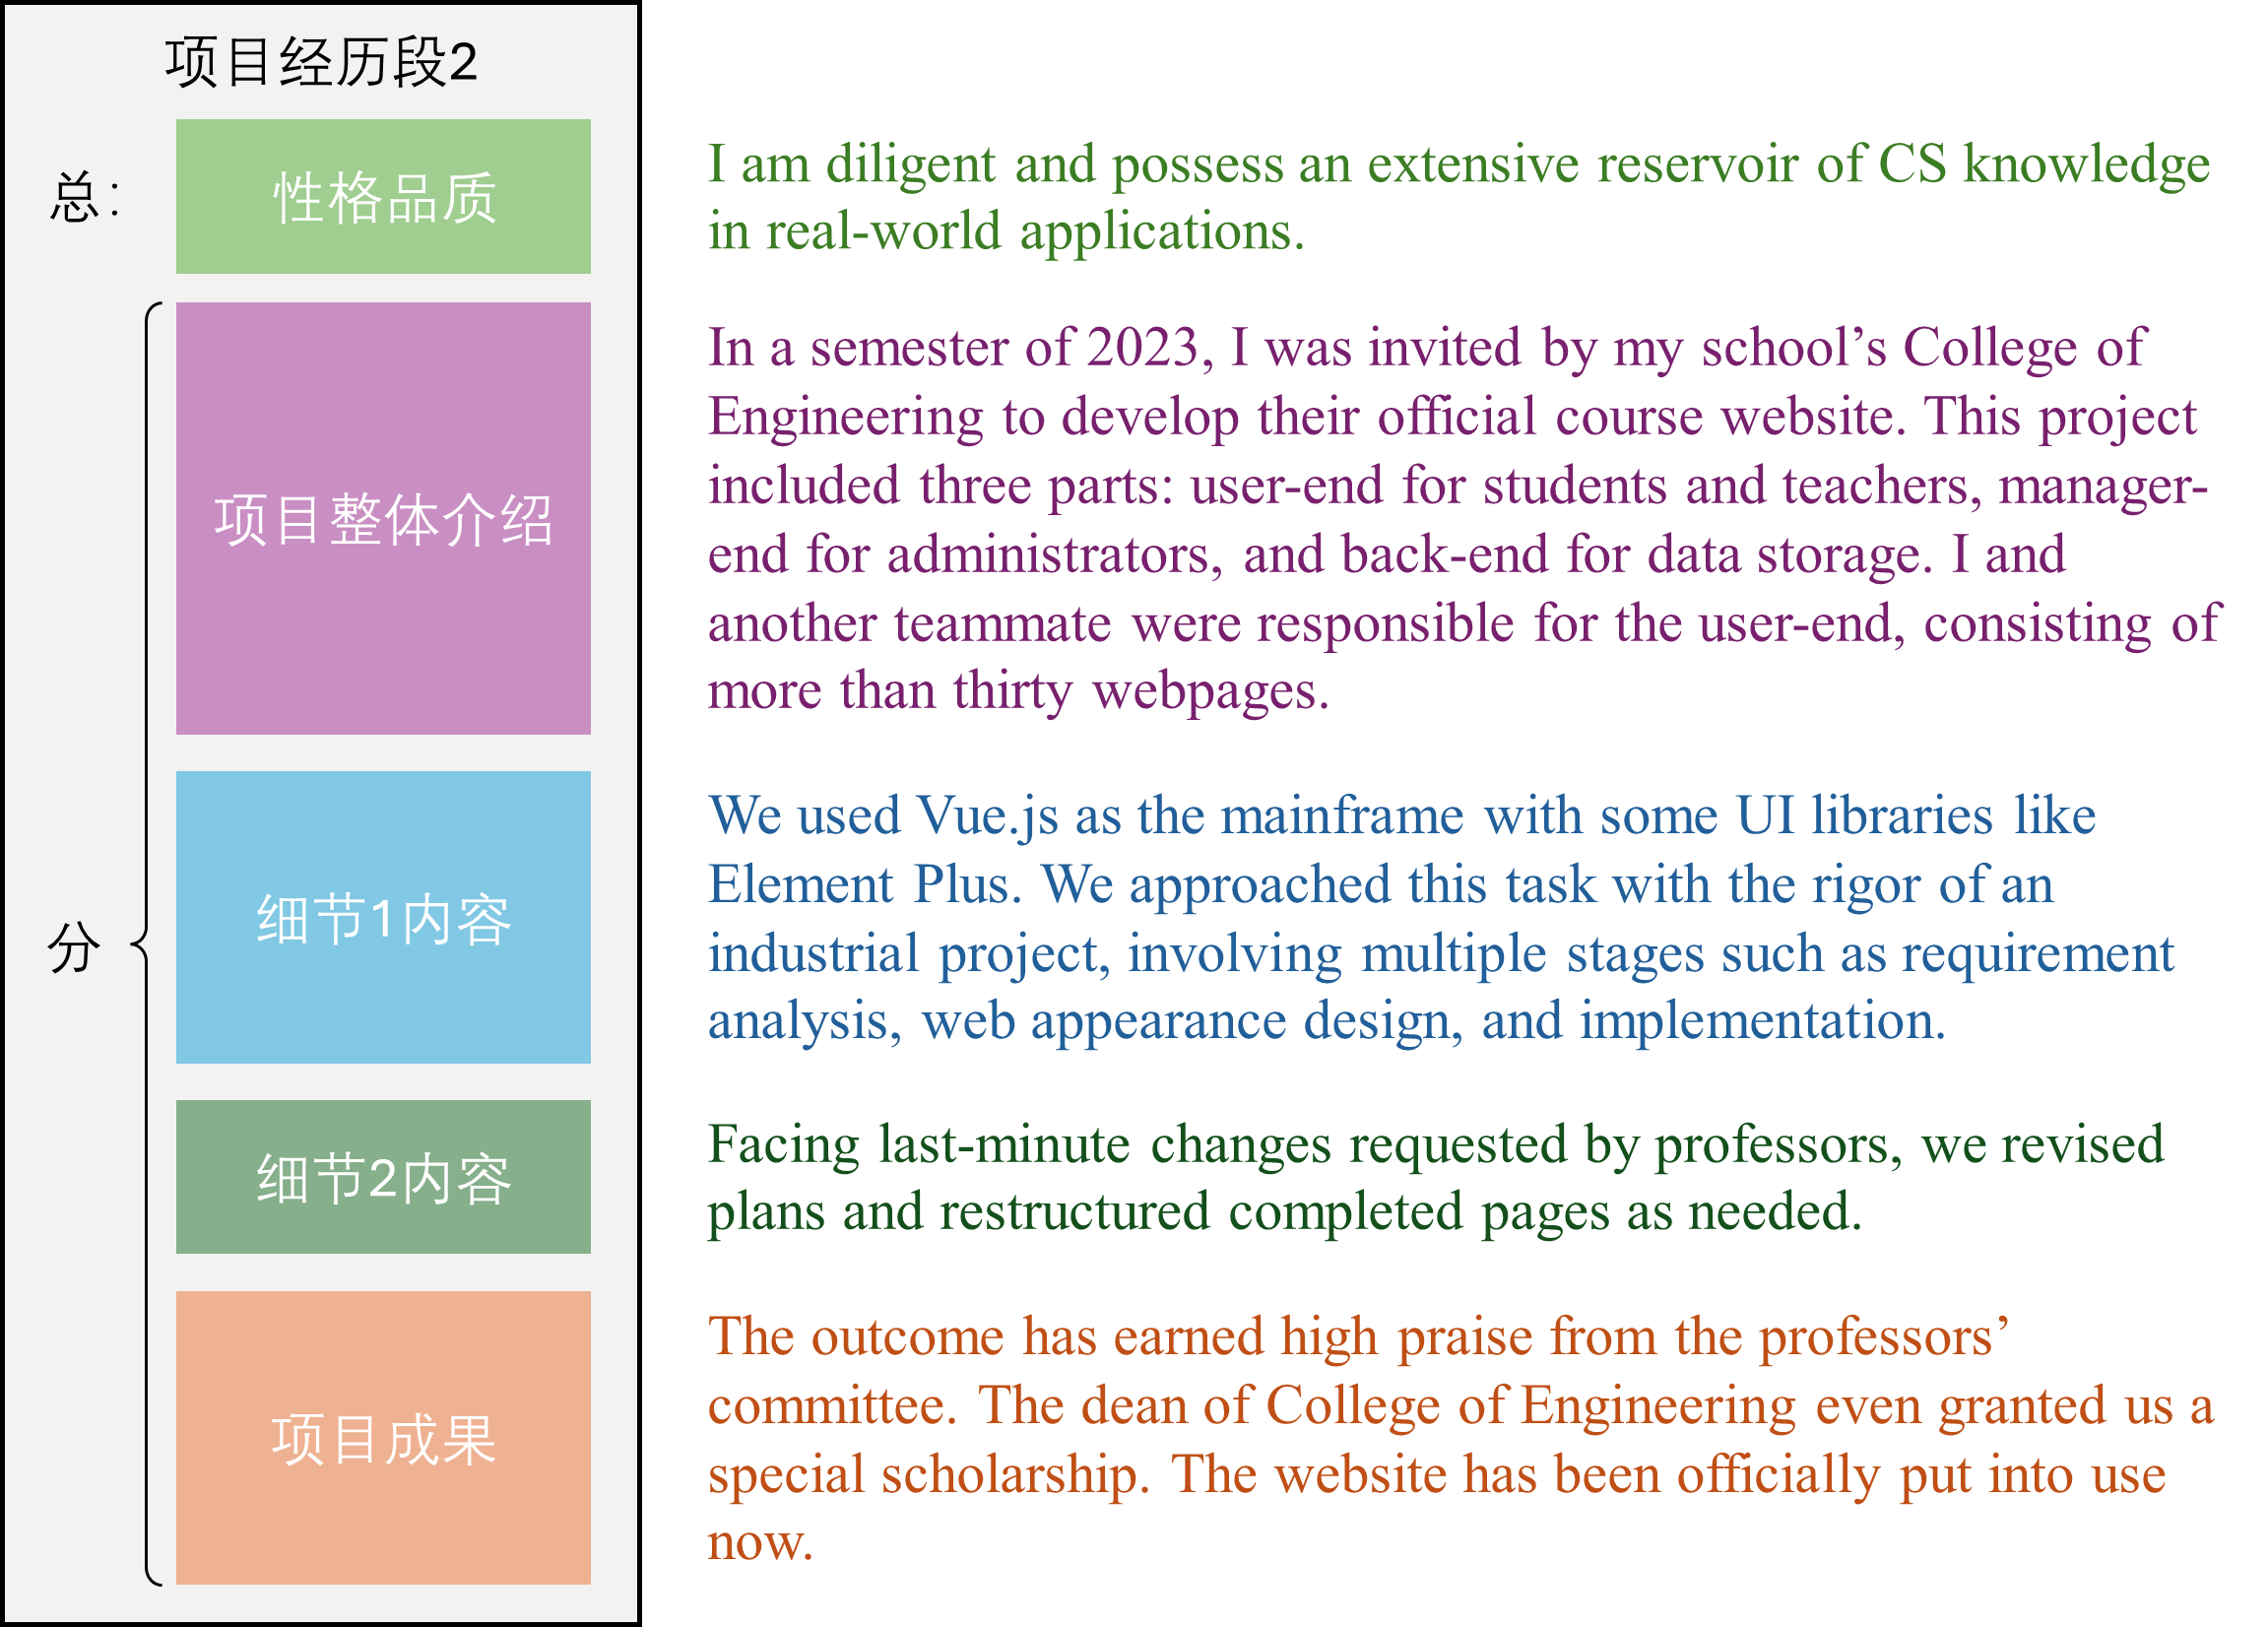 项目经历段2
总：
性格品质
I am diligent and possess an extensive reservoir of CS knowledge
in real-world applications.
分
项目整体介绍
In a semester of 2023, I was invited by my school’s College of
Engineering to develop their official course website. This project
included three parts: user-end for students and teachers, manager-
end for administrators, and back-end for data storage. I and
another teammate were responsible for the user-end, consisting of
more than thirty webpages.
细节1内容
We used Vue.js as the mainframe with some UI libraries like
Element Plus. We approached this task with the rigor of an
industrial project, involving multiple stages such as requirement
analysis, web appearance design, and implementation.
细节2内容
Facing last-minute changes requested by professors, we revised
plans and restructured completed pages as needed.
项目成果
The outcome has earned high praise from the professors’
committee. The dean of College of Engineering even granted us a
special scholarship. The website has been officially put into use
now.